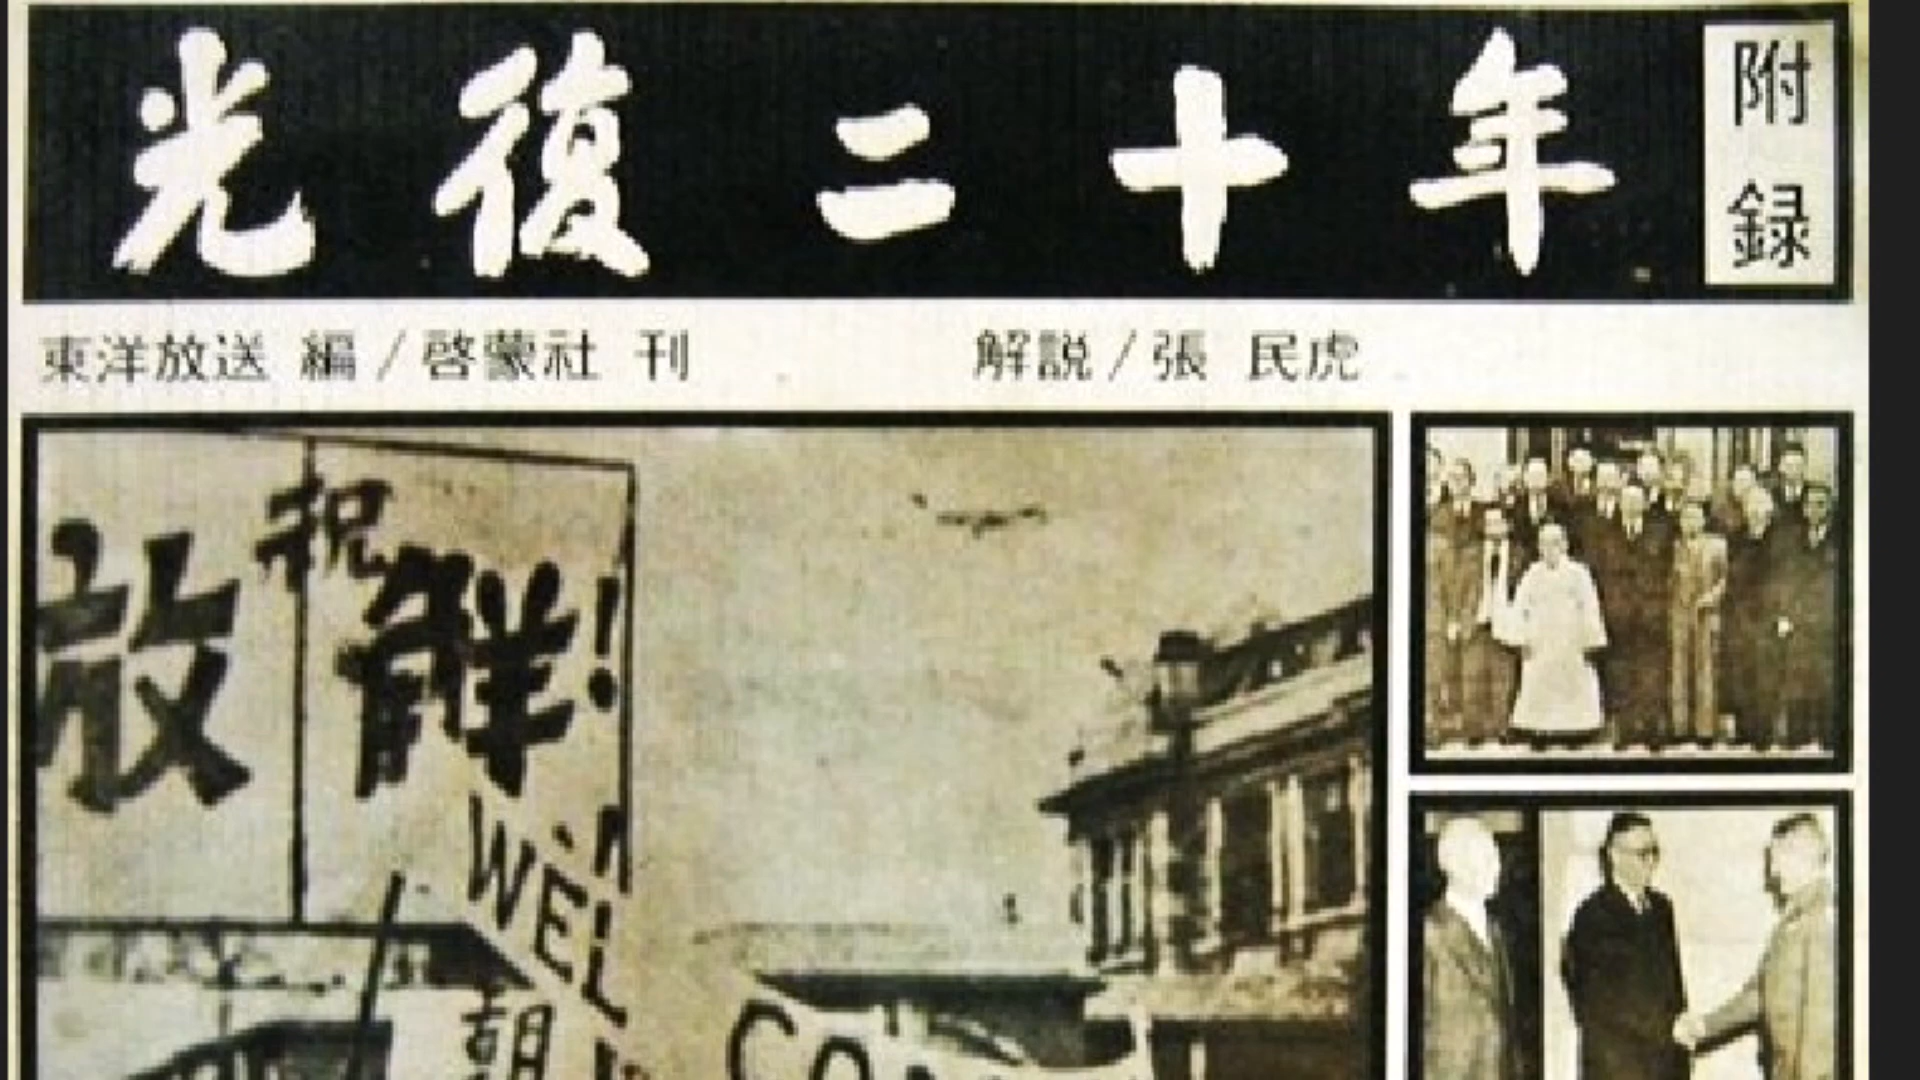 光復二十年
附
録
東洋放送 編/啓蒙社 刊
解説/張 民虎
祝
放
鮮!
WEL
朝
CO